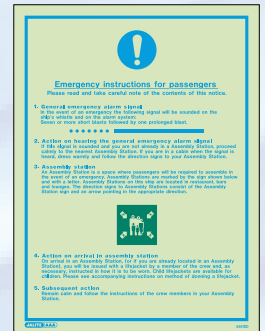 Emergency instructions for passengers
Please read and take careful note of the contents of this notice.
1. General emergency alarm signal
In the event of an emergency the following signal will be sounded on the
ship's whistle and on the alarm system:
Seven or more short blasts followed by one prolonged blast.
2. Action on hearing the general emergency alarm signal
If this signal is sounded and you are not already in a Assembly Station, proceed
calmly to the nearest Assembly Station. If you are in a cabin when the signal is
heard, dress warmly and follow the direction signs to your Assembly Station.
3. Assembly station
An Assembly Station is a space where passengers will be required to assemble in
the event of an emergency. Assembly Stations are marked by the sign shown below
and with a letter. Assembly Stations on this ship are located in restaurant, bars
and lounges. The direction signs to Assembly Stations consist of the Assembly
Station sign and an arrow pointing in the appropriate direction.
4. Action on arrival in assembly station
On arrival in an Assembly Station, (or if you are already located in an Assembly
Station), you will be issued with a lifejacket by a member of the crew and, as
necessary, instructed in how it is to be worn. Child lifejackets are available for
children. Please see accompanying instructions on method of donning a lifejacket.
5. Subsequent action
Remain calm and follow the instructions of the crew members in your Assembly
Station.
JALITE AAA